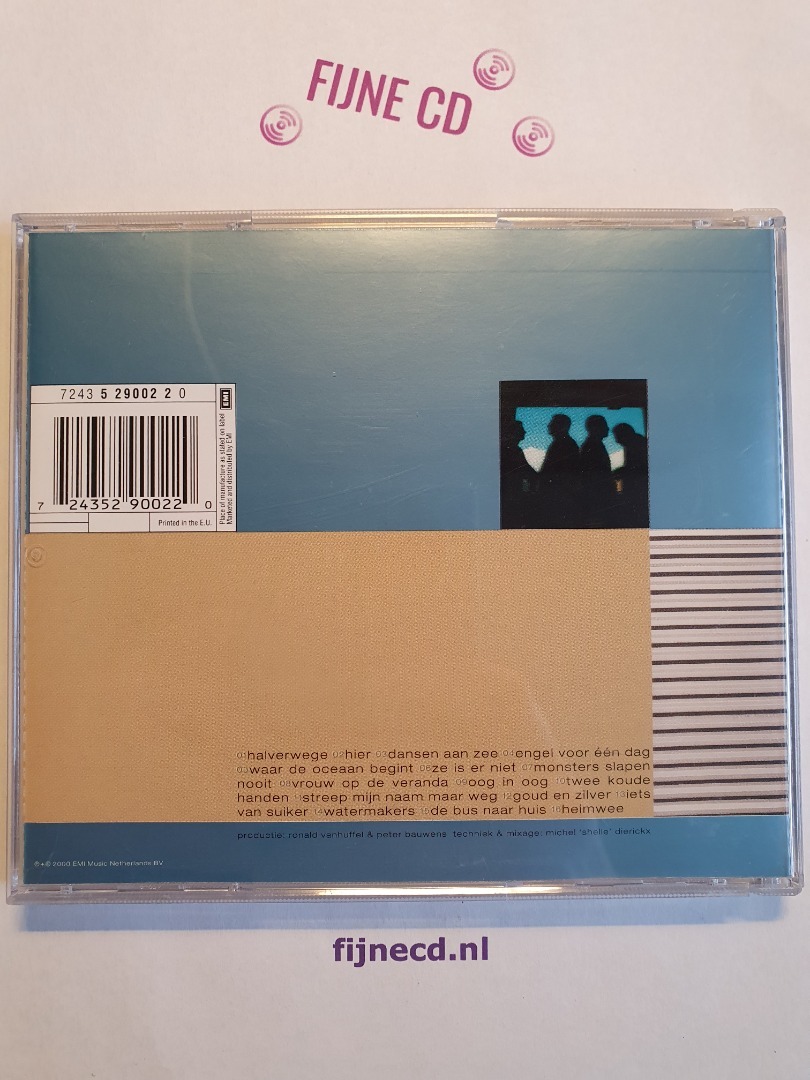 FIJNE CD
7243 5 29002 2 0
EMI
Place of manufacture as stated on label
Marketed and distributed by EMI
7 24352 90022 0
Printed in the E.U.
01halverwege 02hier 03dansen aan zee 04engel voor één dag
05waar de oceaan begint 06ze is er niet 07monsters slapen
nooit 08vrouw op de veranda 09oog in oog 10twee koude
handen 11streep mijn naam maar weg 12goud en zilver 13iets
van suiker 14watermakers 15de bus naar huis 16heimwee
productie: ronald vanhuffel & peter bauwens techniek & mixage: michel "shelle" dierickx
℗+© 2000 EMI Music Netherlands BV
fijnecd.nl